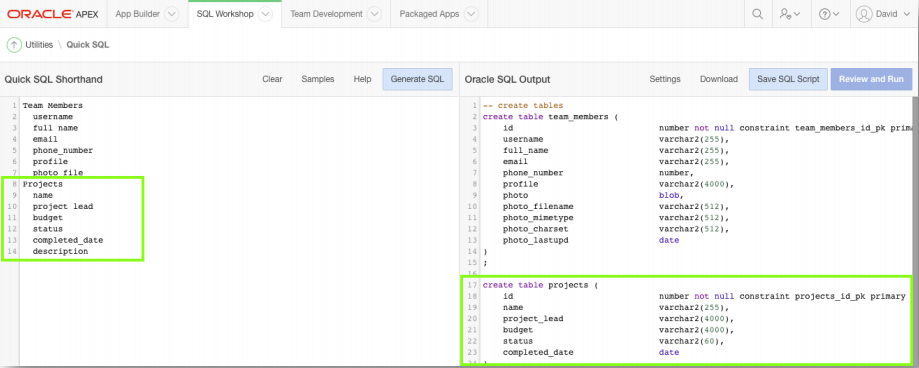 ORACLE APEX App Builder SQL Workshop Team Development Packaged Apps David
Utilities \ Quick SQL
Quick SQL Shorthand Clear Samples Help Generate SQL
1 Team Members
2 username
3 full name
4 email
5 phone_number
6 profile
7 photo file
8 Projects
9 name
10 project lead
11 budget
12 status
13 completed_date
14 description
Oracle SQL Output Settings Download Save SQL Script Review and Run
1 -- create tables
2 create table team_members (
3 id number not null constraint team_members_id_pk prima
4 username varchar2(255),
5 full_name varchar2(255),
6 email varchar2(255),
7 phone_number number,
8 profile varchar2(4000),
9 photo blob,
10 photo_filename varchar2(512),
11 photo_mimetype varchar2(512),
12 photo_charset varchar2(512),
13 photo_lastupd date
14 )
15 ;
16
17 create table projects (
18 id number not null constraint projects_id_pk primary
19 name varchar2(255),
20 project_lead varchar2(4000),
21 budget varchar2(4000),
22 status varchar2(60),
23 completed_date date